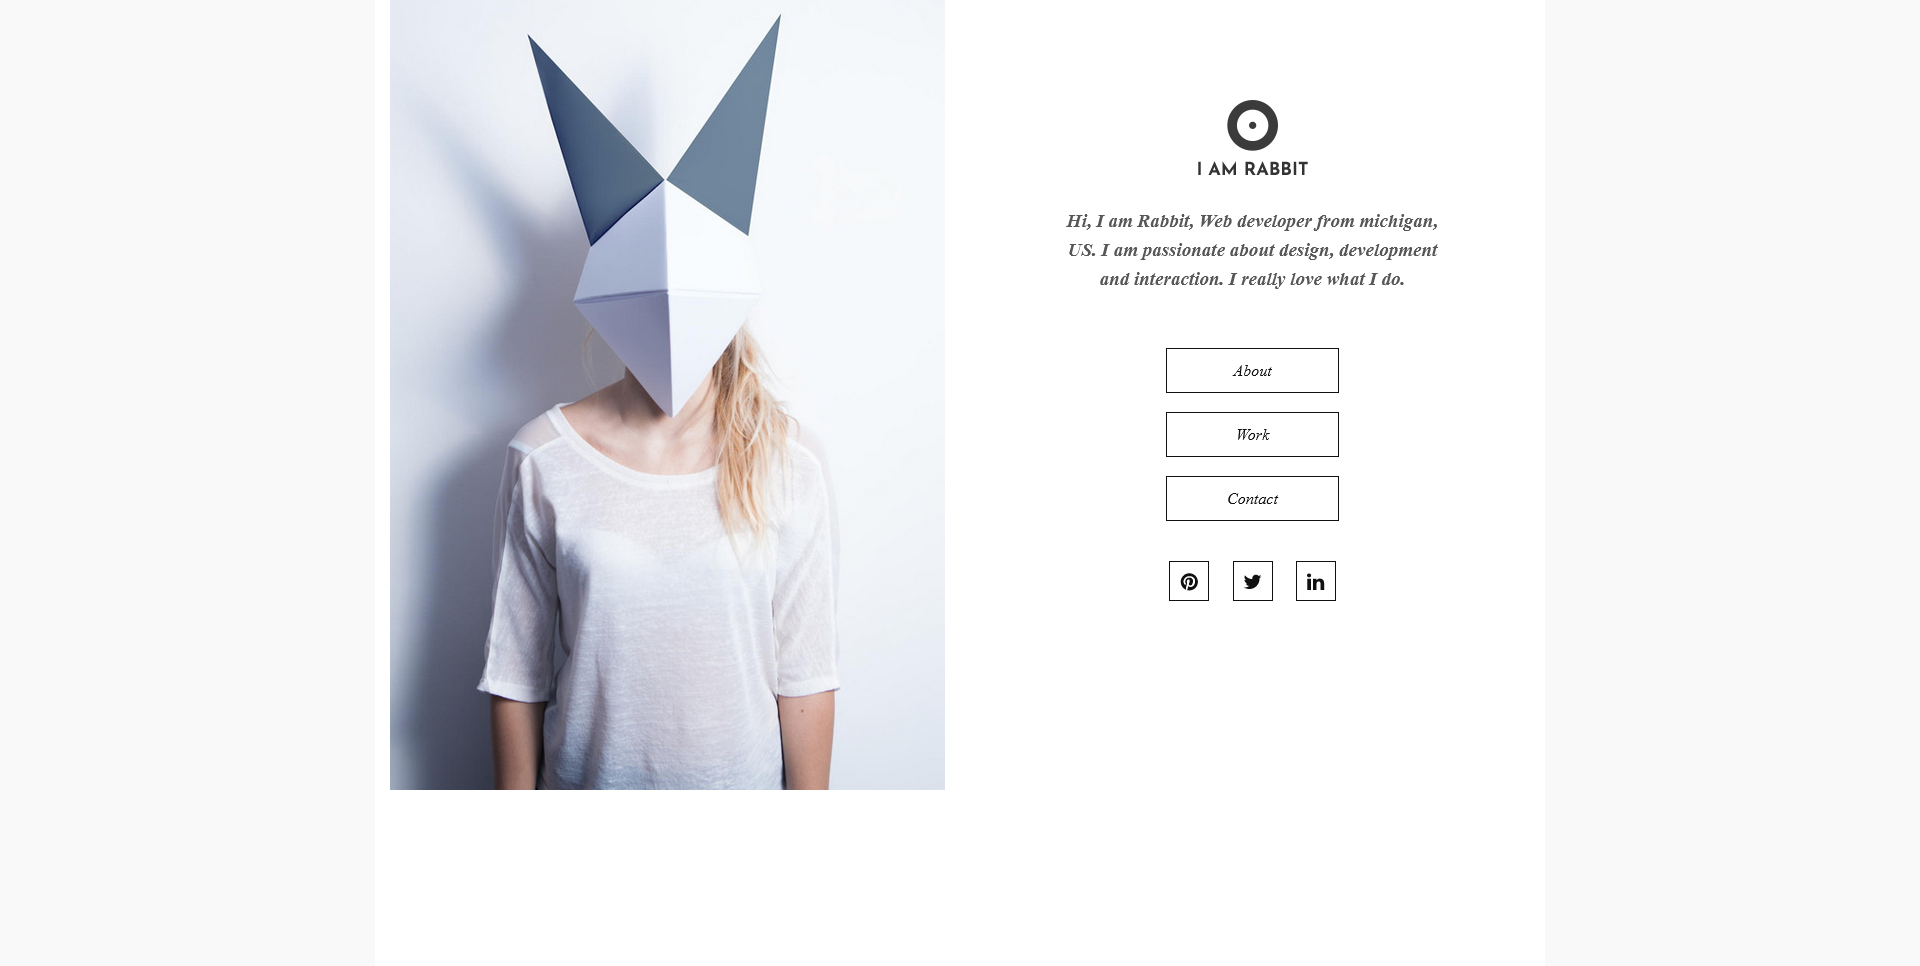 I AM RABBIT
Hi, I am Rabbit, Web developer from michigan,
US. I am passionate about design, development
and interaction. I really love what I do.
About
Work
Contact